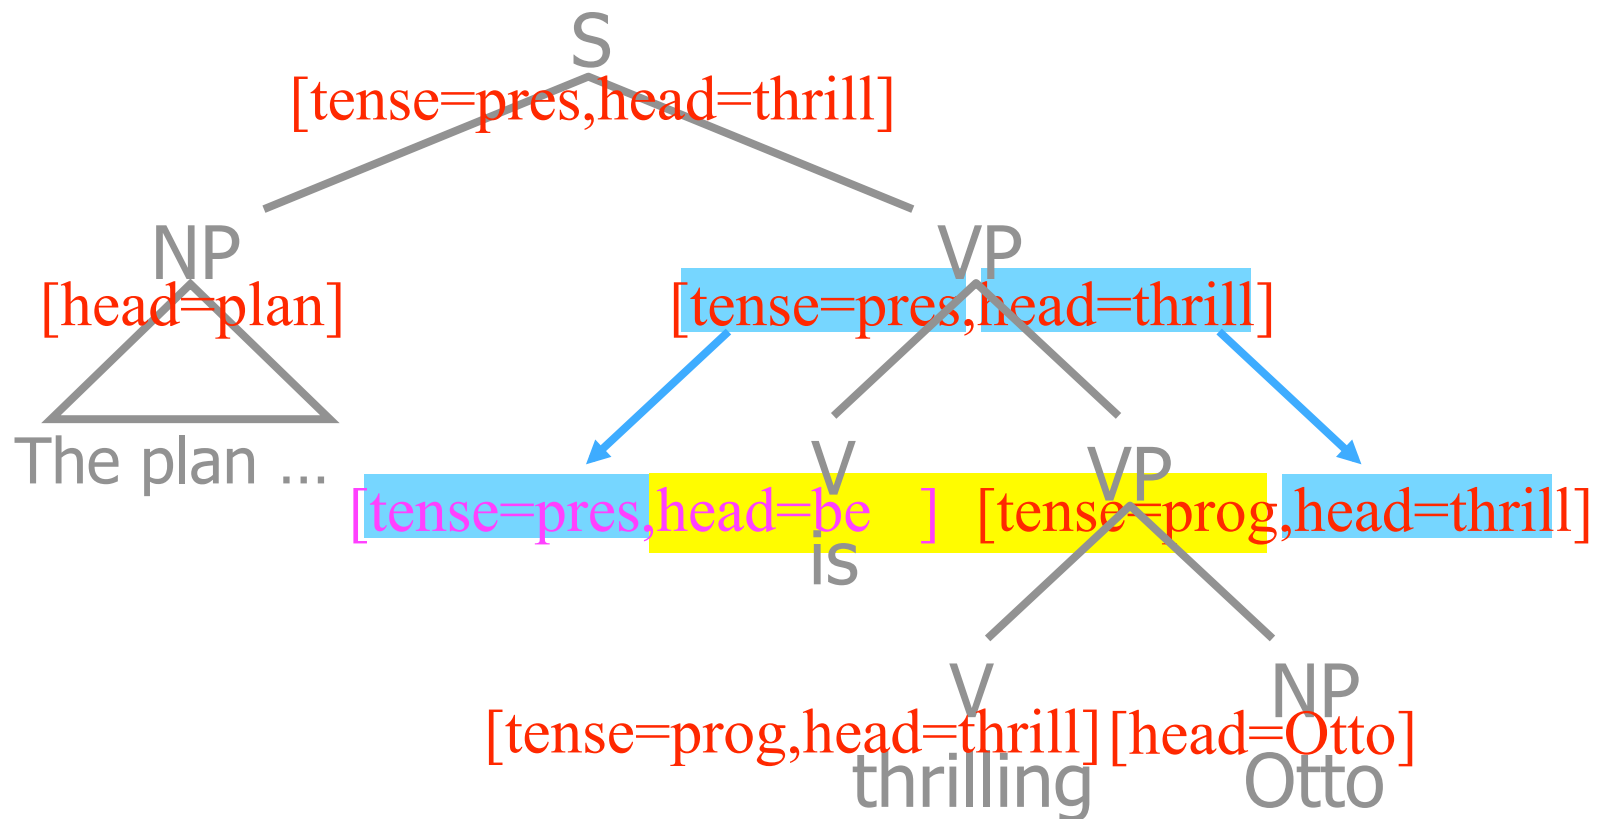 S
[tense=pres,head=thrill]
NP VP
[head=plan] [tense=pres,head=thrill]
The plan ... V VP
[tense=pres,head=be ] [tense=prog,head=thrill]
is
V NP
[tense=prog,head=thrill] [head=Otto]
thrilling Otto